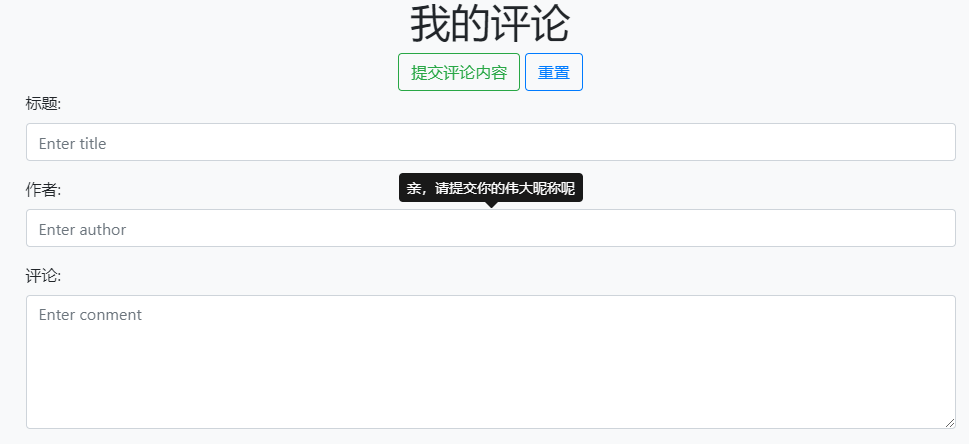 我的评论
提交评论内容 重置
标题:
Enter title
作者:
亲，请提交你的伟大昵称呢
Enter author
评论:
Enter conment